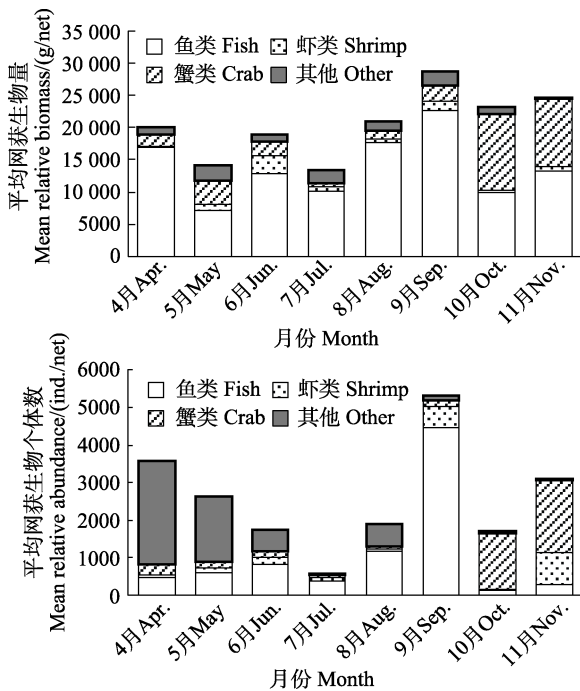 平均网获生物量
Mean relative biomass/(g/net)
35 000
30 000
25 000
20 000
15 000
10 000
5000
0
鱼类 Fish
虾类 Shrimp
蟹类 Crab
其他 Other
4月Apr.
5月May
6月Jun.
7月Jul.
8月Aug.
9月Sep.
10月Oct.
11月Nov.
月份 Month
平均网获生物个体数
Mean relative abundance/(ind./net)
6000
5000
4000
3000
2000
1000
0
鱼类 Fish
虾类 Shrimp
蟹类 Crab
其他 Other
4月Apr.
5月May
6月Jun.
7月Jul.
8月Aug.
9月Sep.
10月Oct.
11月Nov.
月份 Month